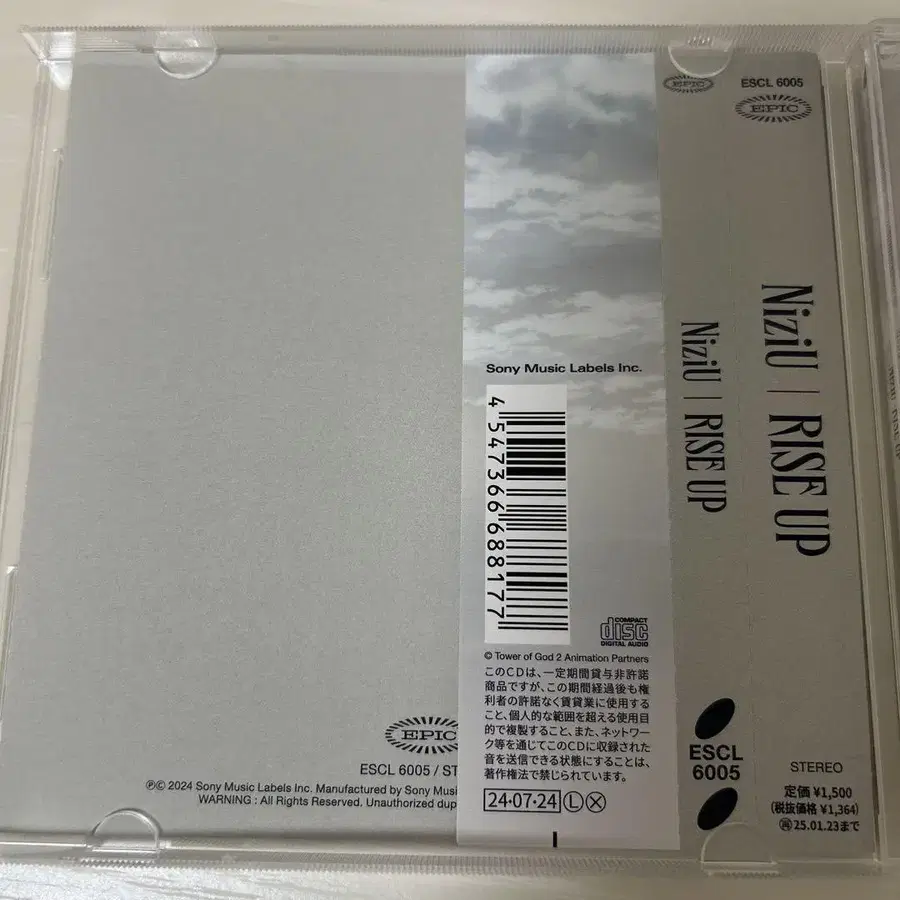 EPIC
ESCL 6005 / ST
℗© 2024 Sony Music Labels Inc. Manufactured by Sony Mus
WARNING : All Rights Reserved. Unauthorized dup
Sony Music Labels Inc.
4 547366 688177
COMPACT
disc
DIGITAL AUDIO
© Tower of God 2 Animation Partners
このCDは、一定期間貸与非許諾
商品ですが、この期間経過後も権
利者の許諾なく賃貸業に使用する
こと、個人的な範囲を超える使用目
的で複製すること、また、ネットワー
ク等を通じてこのCDに収録された
音を送信できる状態にすることは、
著作権法で禁じられています。
24・07・24 Ⓛ Ⓧ
EPIC
NiziU | RISE UP
ESCL
6005
ESCL 6005
EPIC
NiziU | RISE UP
STEREO
定価 ¥1,500
(税抜価格 ¥1,364)
㊢25.01.23まで